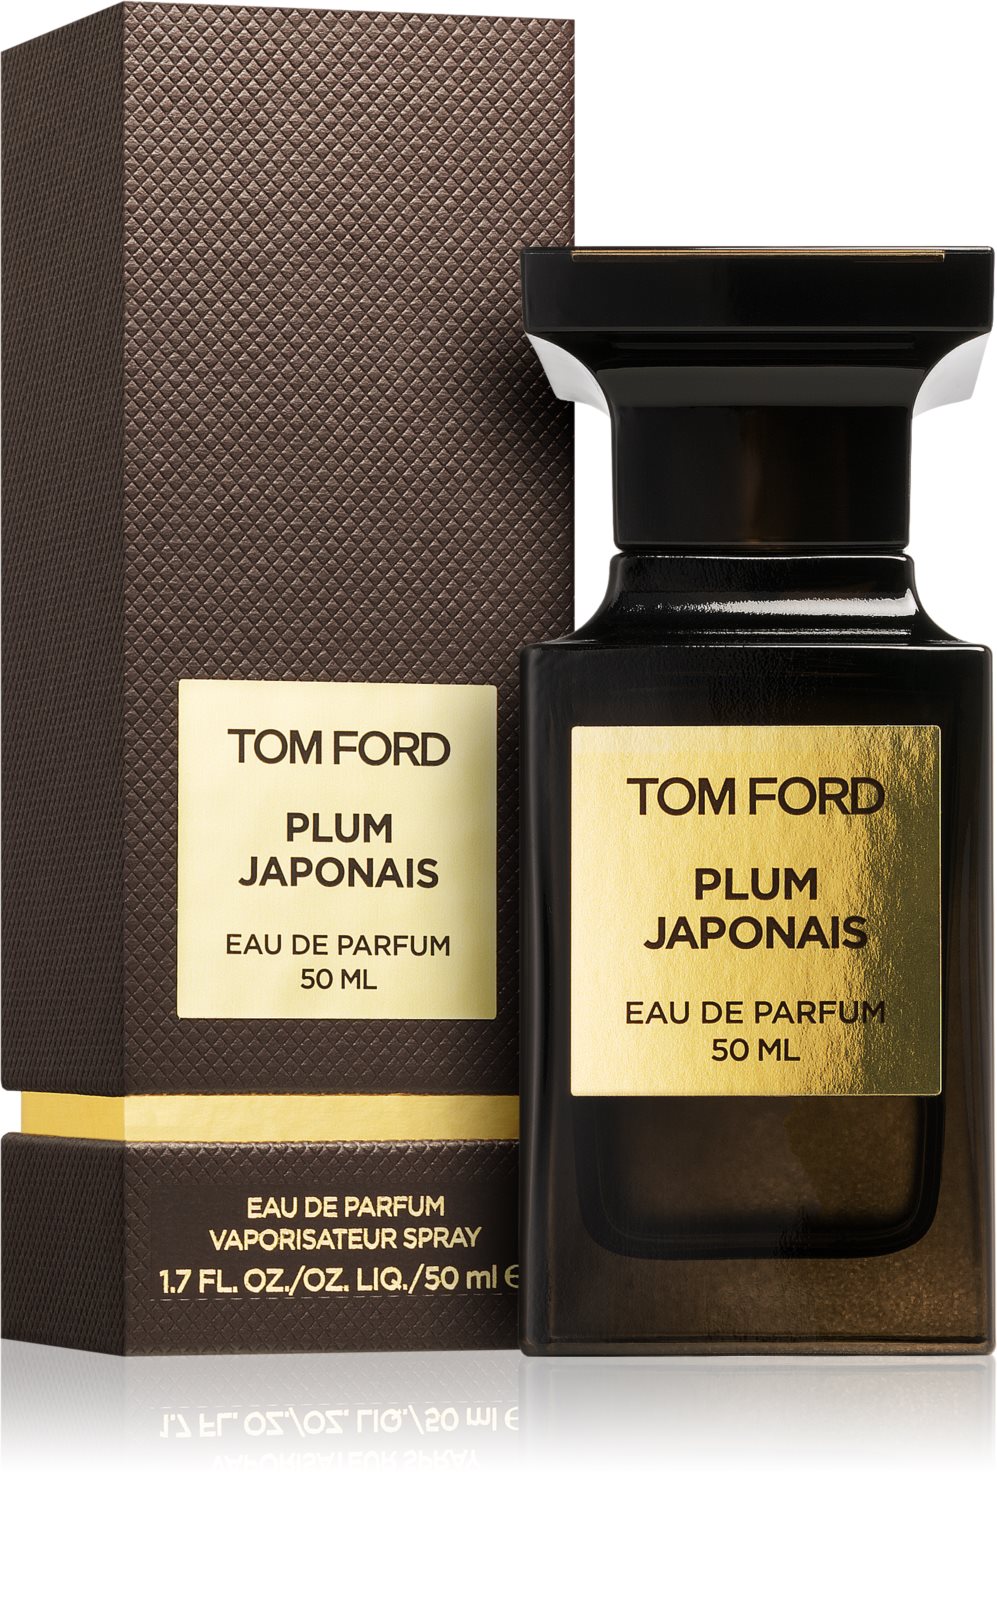 TOM FORD
PLUM
JAPONAIS
EAU DE PARFUM
50 ML
EAU DE PARFUM
VAPORISATEUR SPRAY
1.7 FL. OZ./OZ. LIQ./50 ml e
TOM FORD
PLUM
JAPONAIS
EAU DE PARFUM
50 ML